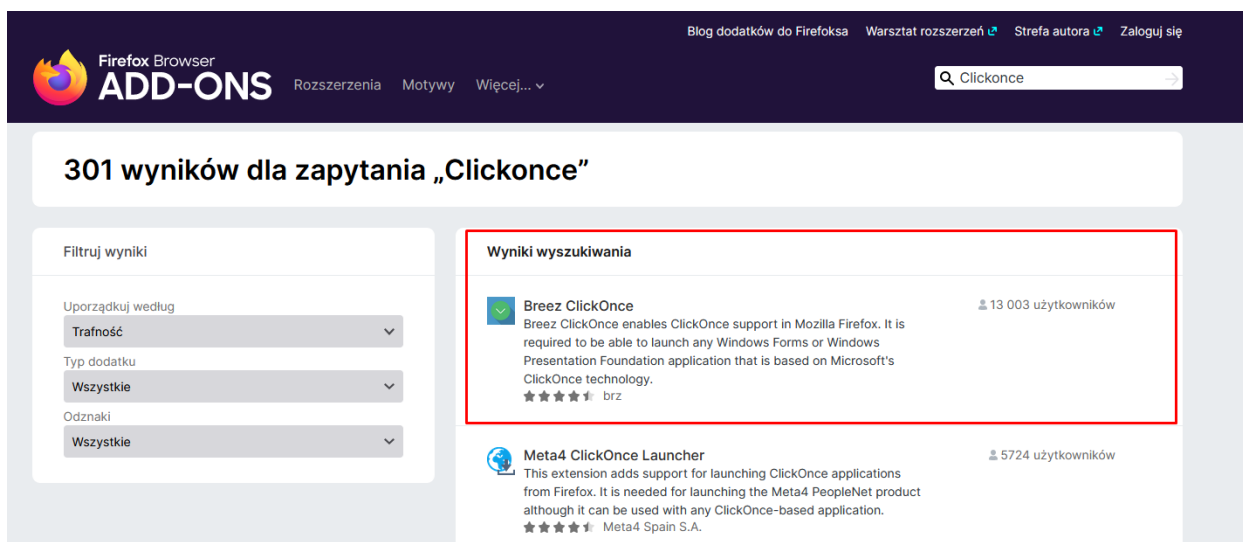 Blog dodatków do Firefoksa Warsztat rozszerzeń Strefa autora Zaloguj się
Firefox Browser
ADD-ONS
Rozszerzenia Motywy Więcej...
Clickonce
301 wyników dla zapytania „Clickonce”
Filtruj wyniki
Uporządkuj według
Trafność
Typ dodatku
Wszystkie
Odznaki
Wszystkie
Wyniki wyszukiwania
Breez ClickOnce
13 003 użytkowników
Breez ClickOnce enables ClickOnce support in Mozilla Firefox. It is
required to be able to launch any Windows Forms or Windows
Presentation Foundation application that is based on Microsoft's
ClickOnce technology.
brz
Meta4 ClickOnce Launcher
5724 użytkowników
This extension adds support for launching ClickOnce applications
from Firefox. It is needed for launching the Meta4 PeopleNet product
although it can be used with any ClickOnce-based application.
Meta4 Spain S.A.